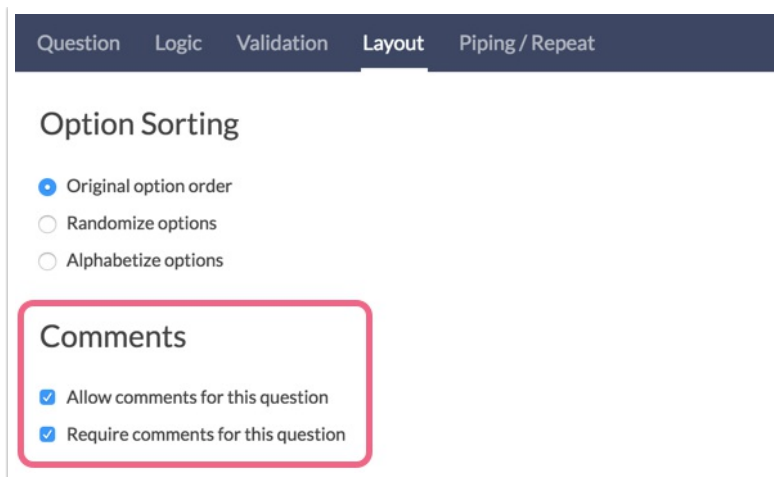 Question Logic Validation Layout Piping / Repeat
Option Sorting
Original option order
Randomize options
Alphabetize options
Comments
Allow comments for this question
Require comments for this question